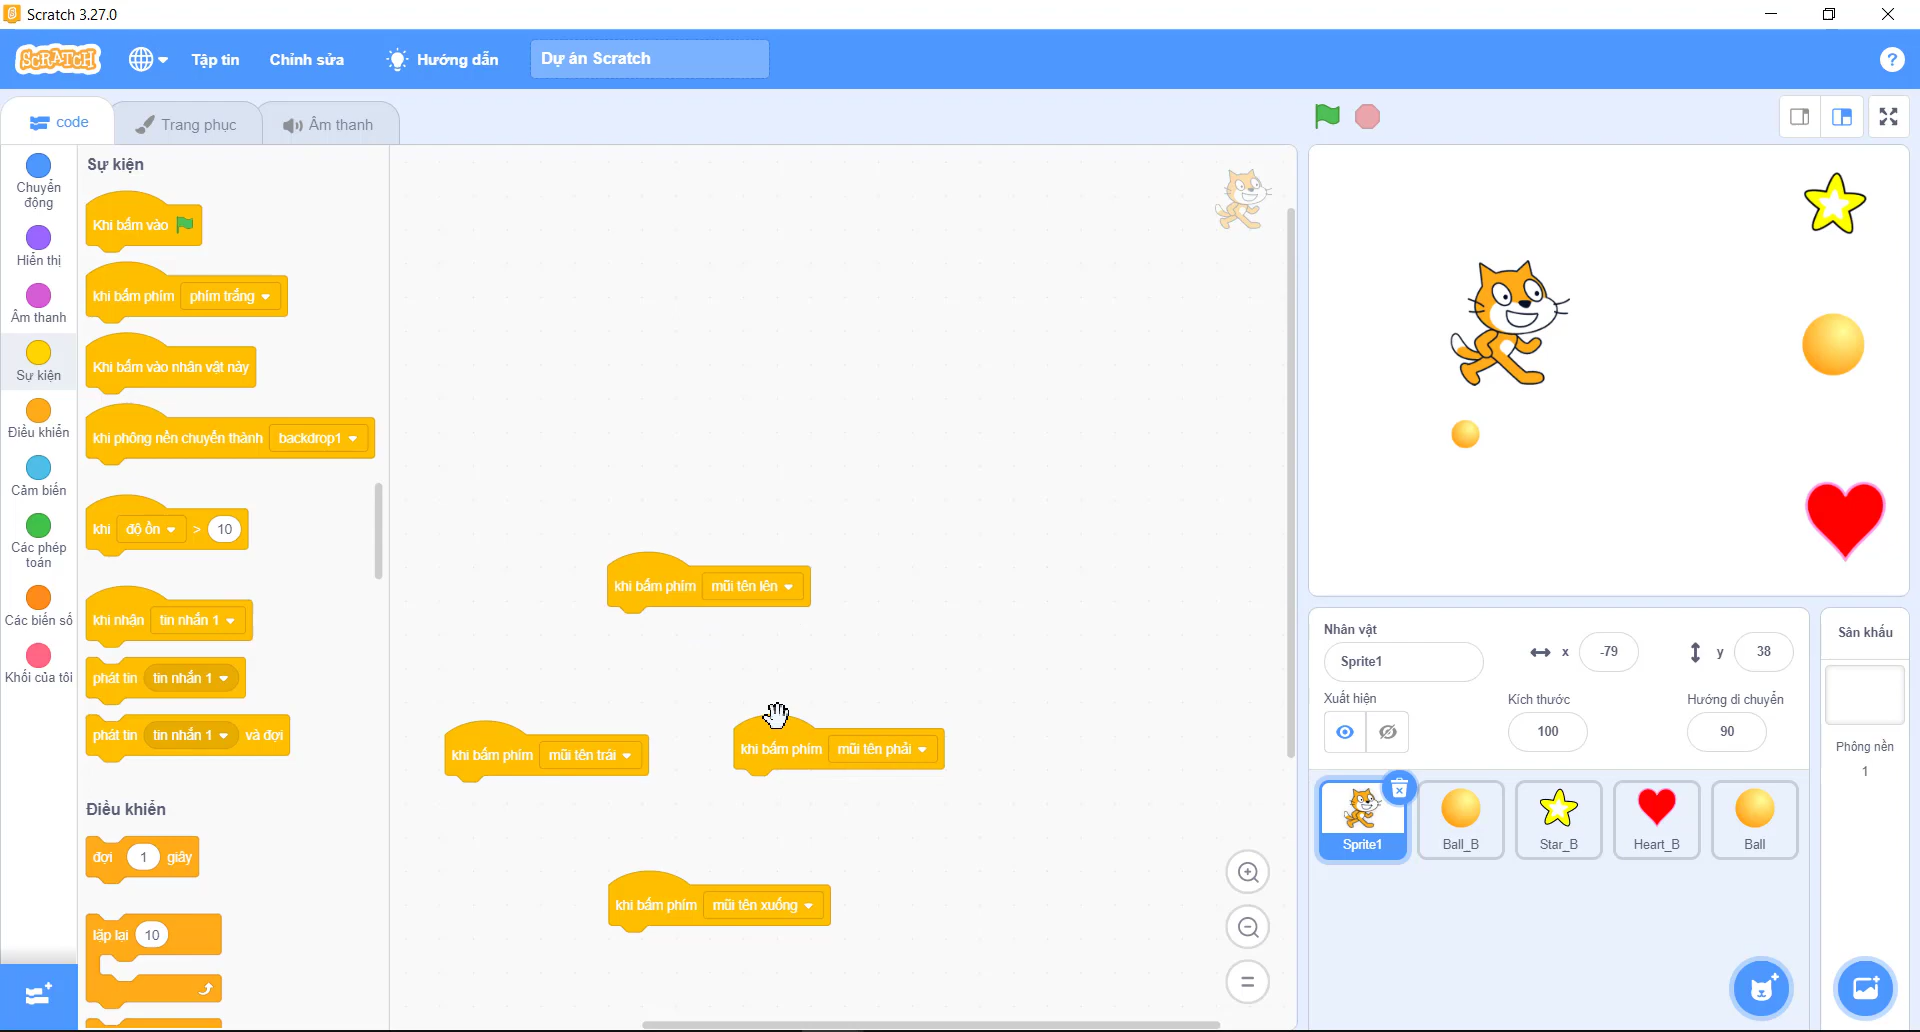 Scratch 3.27.0
SCRATCH
Tập tin
Chỉnh sửa
Hướng dẫn
Dự án Scratch
?
code
Trang phục
Âm thanh
Chuyển động
Hiển thị
Âm thanh
Sự kiện
Điều khiển
Cảm biến
Các phép toán
Các biến số
Khối của tôi
Sự kiện
Khi bấm vào
khi bấm phím phím trắng
Khi bấm vào nhân vật này
khi phông nền chuyển thành backdrop1
khi độ ồn > 10
khi nhận tin nhắn 1
phát tin tin nhắn 1
phát tin tin nhắn 1 và đợi
Điều khiển
đợi 1 giây
lặp lại 10
khi bấm phím mũi tên lên
khi bấm phím mũi tên trái
khi bấm phím mũi tên phải
khi bấm phím mũi tên xuống
Nhân vật
Sprite1
x -79
y 38
Xuất hiện
Kích thước
100
Hướng di chuyển
90
Sprite1
Ball_B
Star_B
Heart_B
Ball
Sân khấu
Phông nền
1